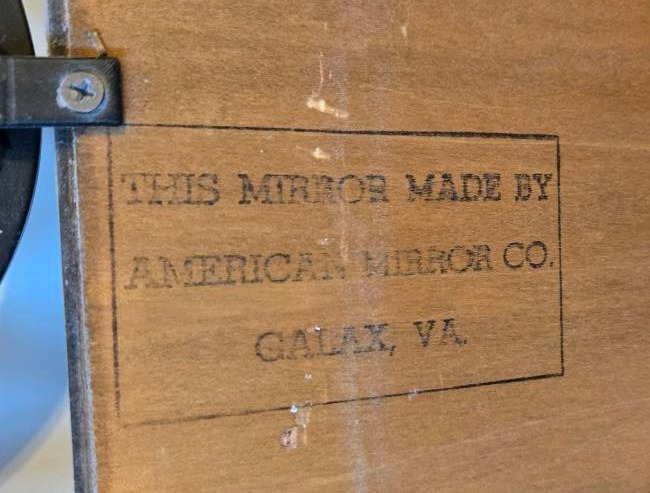 THIS MIRROR MADE BY
AMERICAN MIRROR CO.
GALAX, VA.